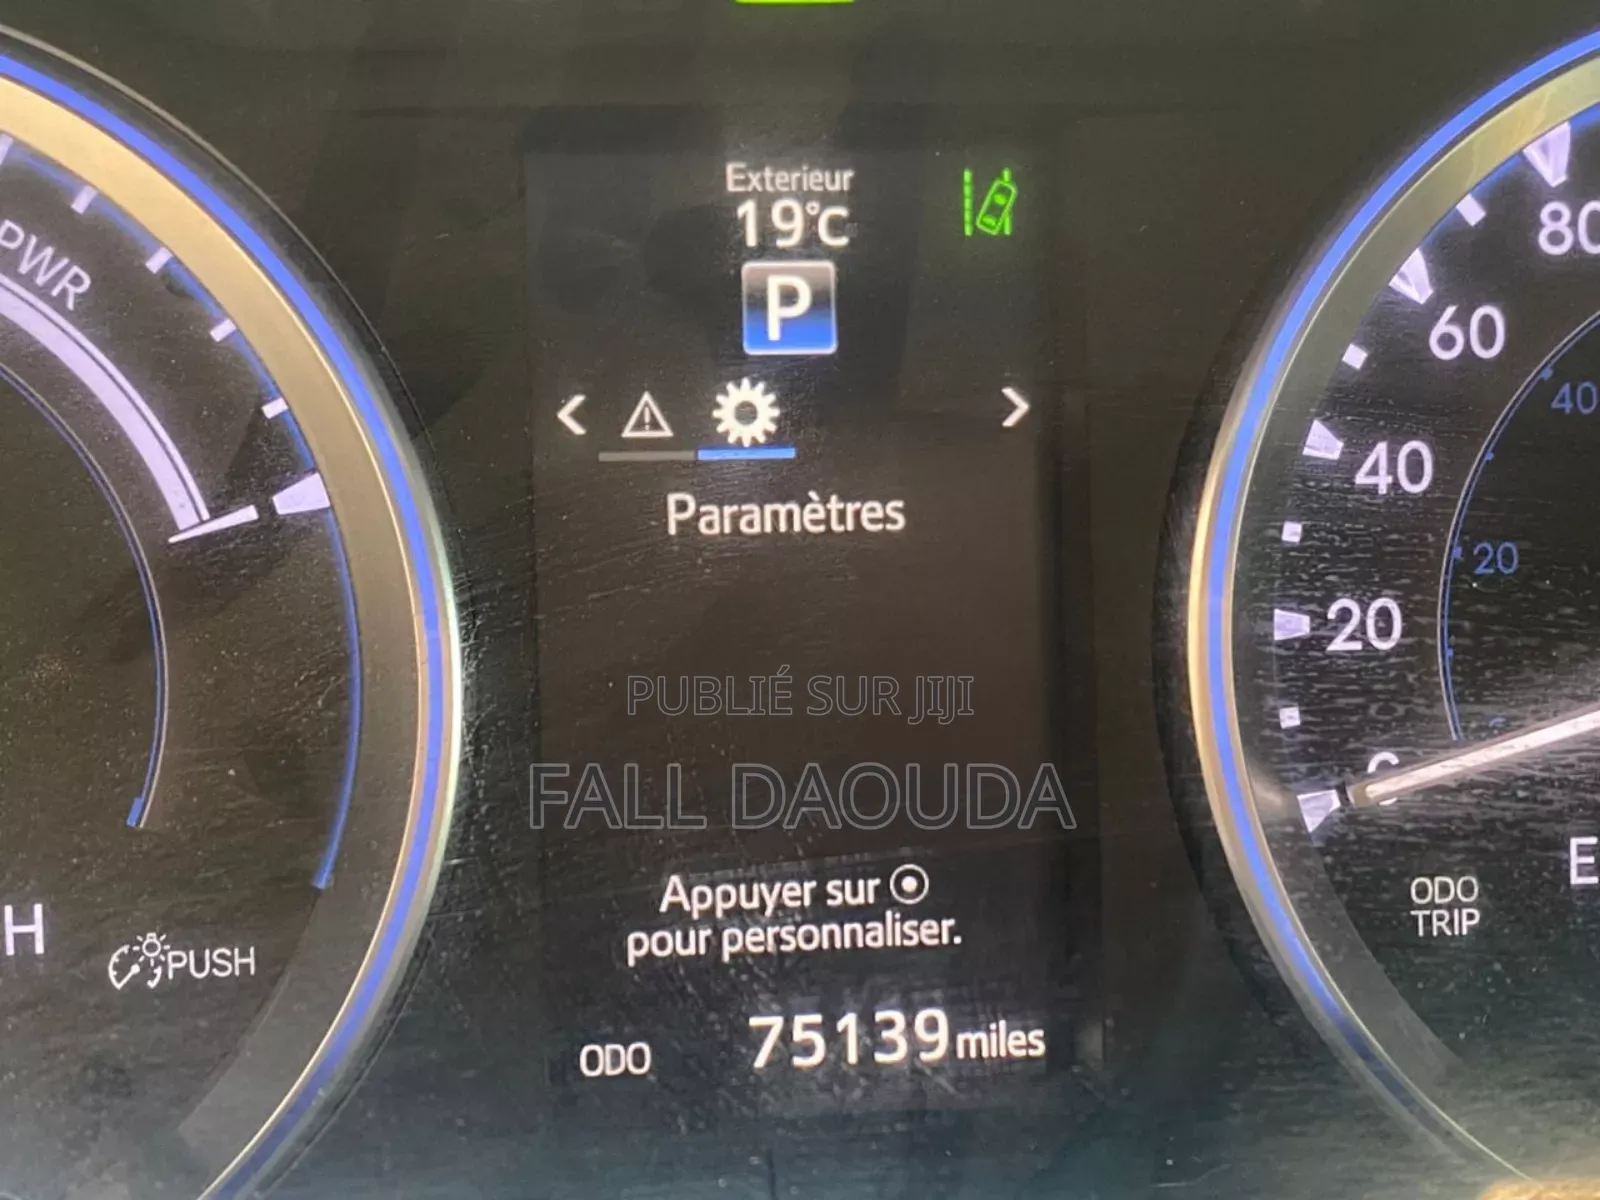 Exterieur
19°C
P
PWR
80
60
40
40
20
20
Paramètres
PUBLIÉ SUR JIJI
FALL DAOUDA
Appuyer sur
pour personnaliser.
ODO 75139 miles
ODO
TRIP
E
H
PUSH